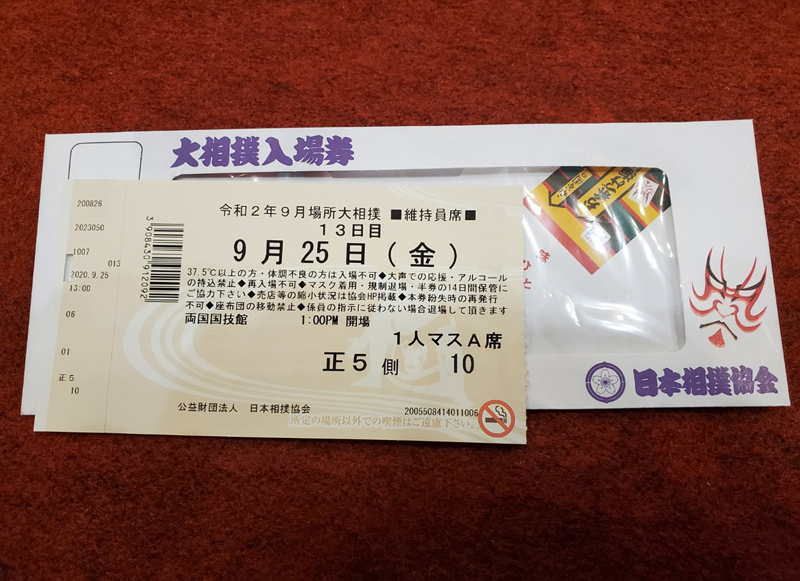 大相撲入場券
200826
2023050
1007 013
2020.9.25
13:00
06
01
正5
10
3908430912092
令和2年9月場所大相撲 ■維持員席■
13日目
9月25日(金)
37.5℃以上の方・体調不良の方は入場不可◆大声での応援・アルコール
の持込禁止◆再入場不可◆マスク着用・規制退場・半券の14日間保管に
ご協力下さい◆売店等の縮小状況は協会HP掲載◆本券紛失時の再発行
不可◆座布団の移動禁止◆係員の指示に従わない場合退場して頂きます
両国国技館 1:00PM 開場
1人マスA席
正5側 10
公益財団法人 日本相撲協会
2005508414011006
所定の場所以外での喫煙はご遠慮下さい。
味
ひ
と
日本相撲協会